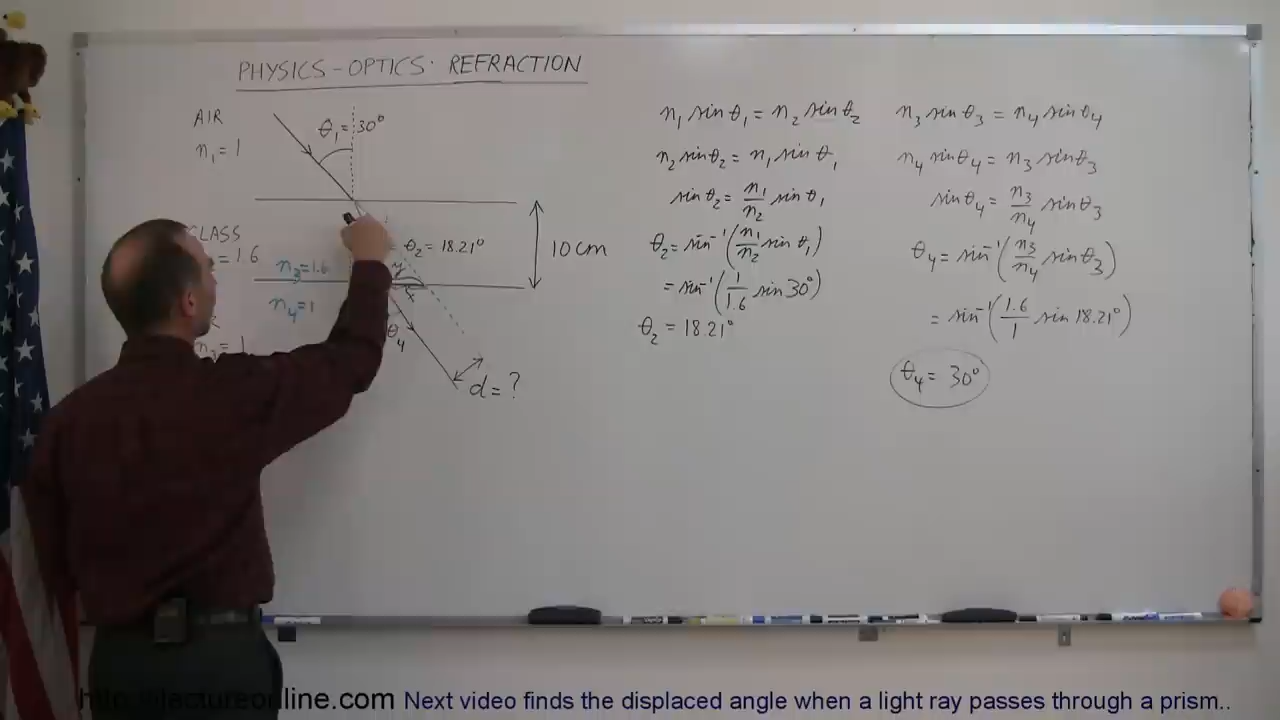 PHYSICS - OPTICS · REFRACTION
AIR
n₁ = 1
θ₁ = 30°
= 1.6
θ₂ = 18.21°
10 cm
n₃ = 1.6
n₄ = 1
θ₄
d = ?
n₁ sin θ₁ = n₂ sin θ₂
n₂ sin θ₂ = n₁ sin θ₁
sin θ₂ = n₁/n₂ sin θ₁
θ₂ = sin⁻¹(n₁/n₂ sin θ₁)
= sin⁻¹(1/1.6 sin 30°)
θ₂ = 18.21°
n₃ sin θ₃ = n₄ sin θ₄
n₄ sin θ₄ = n₃ sin θ₃
sin θ₄ = n₃/n₄ sin θ₃
θ₄ = sin⁻¹(n₃/n₄ sin θ₃)
= sin⁻¹(1.6/1 sin 18.21°)
θ₄ = 30°
Next video finds the displaced angle when a light ray passes through a prism..